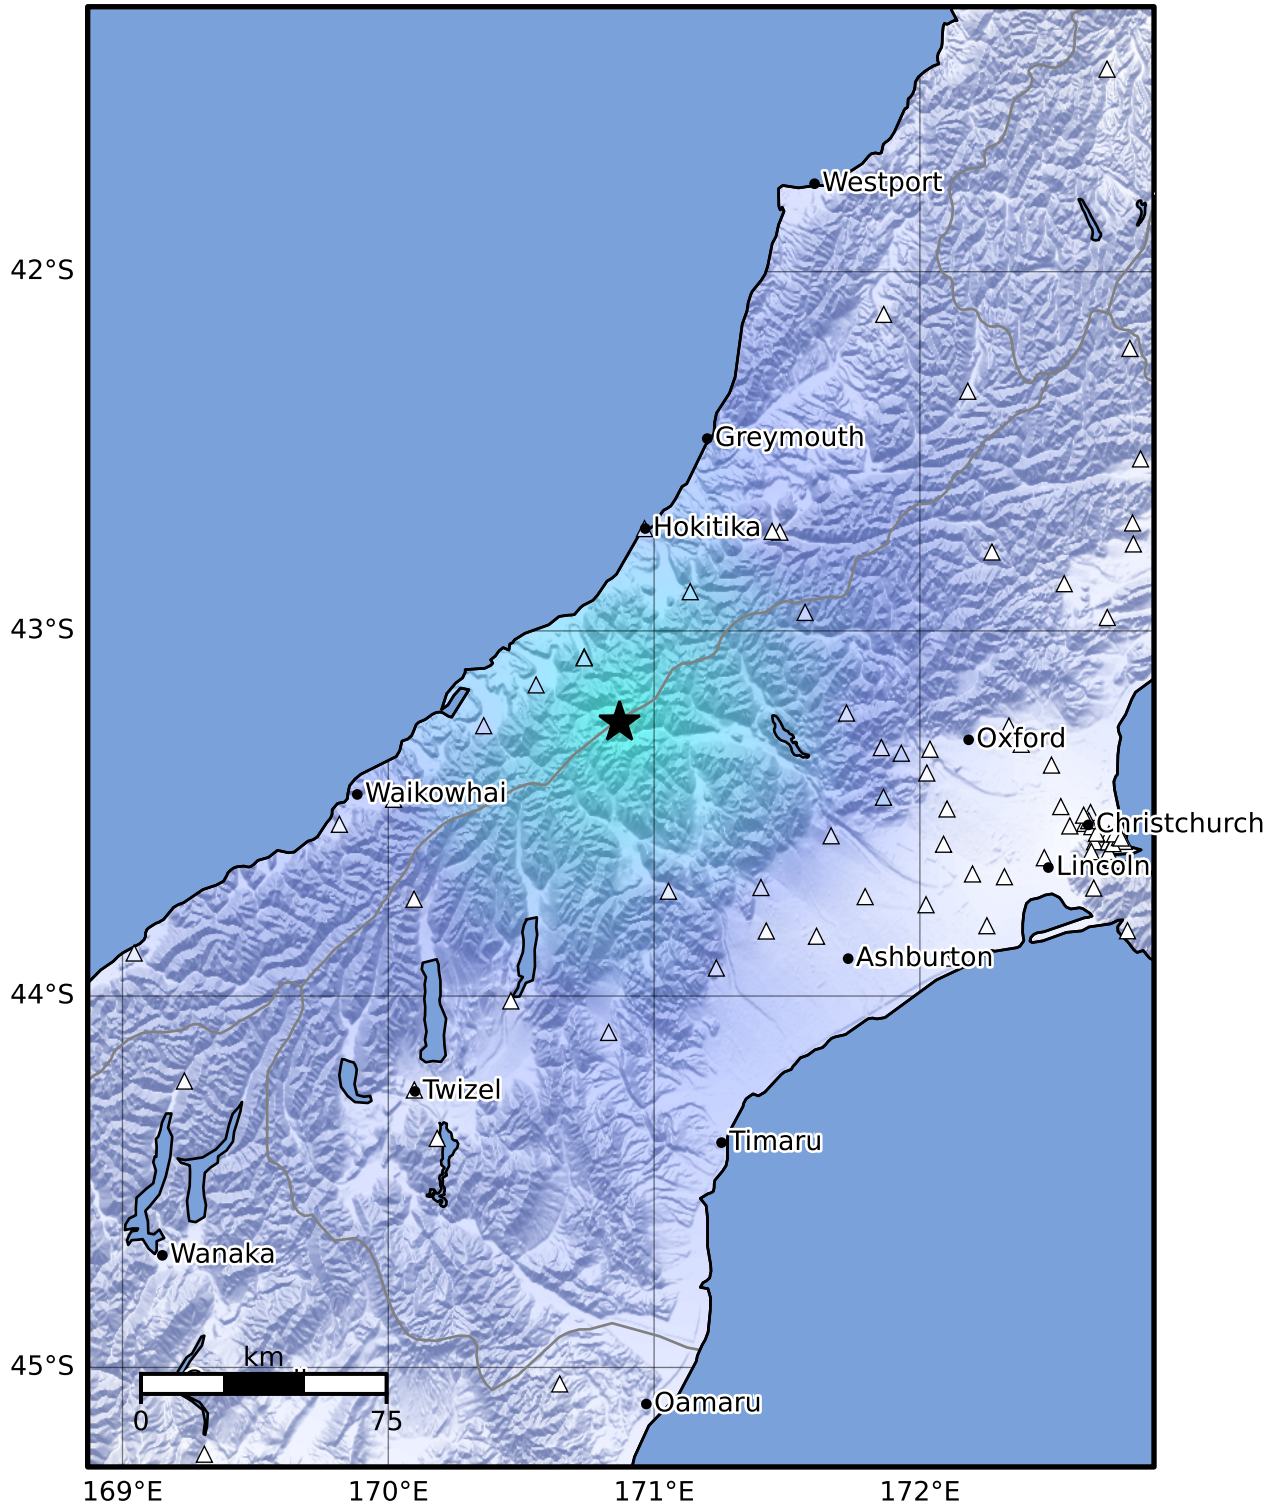 Westport
42°S
Greymouth
Hokitika
43°S
Oxford
Waikowhai
Christchurch
Lincoln
Ashburton
44°S
Twizel
Timaru
Wanaka
km
45°S
0 75
Oamaru
169°E 170°E 171°E 172°E